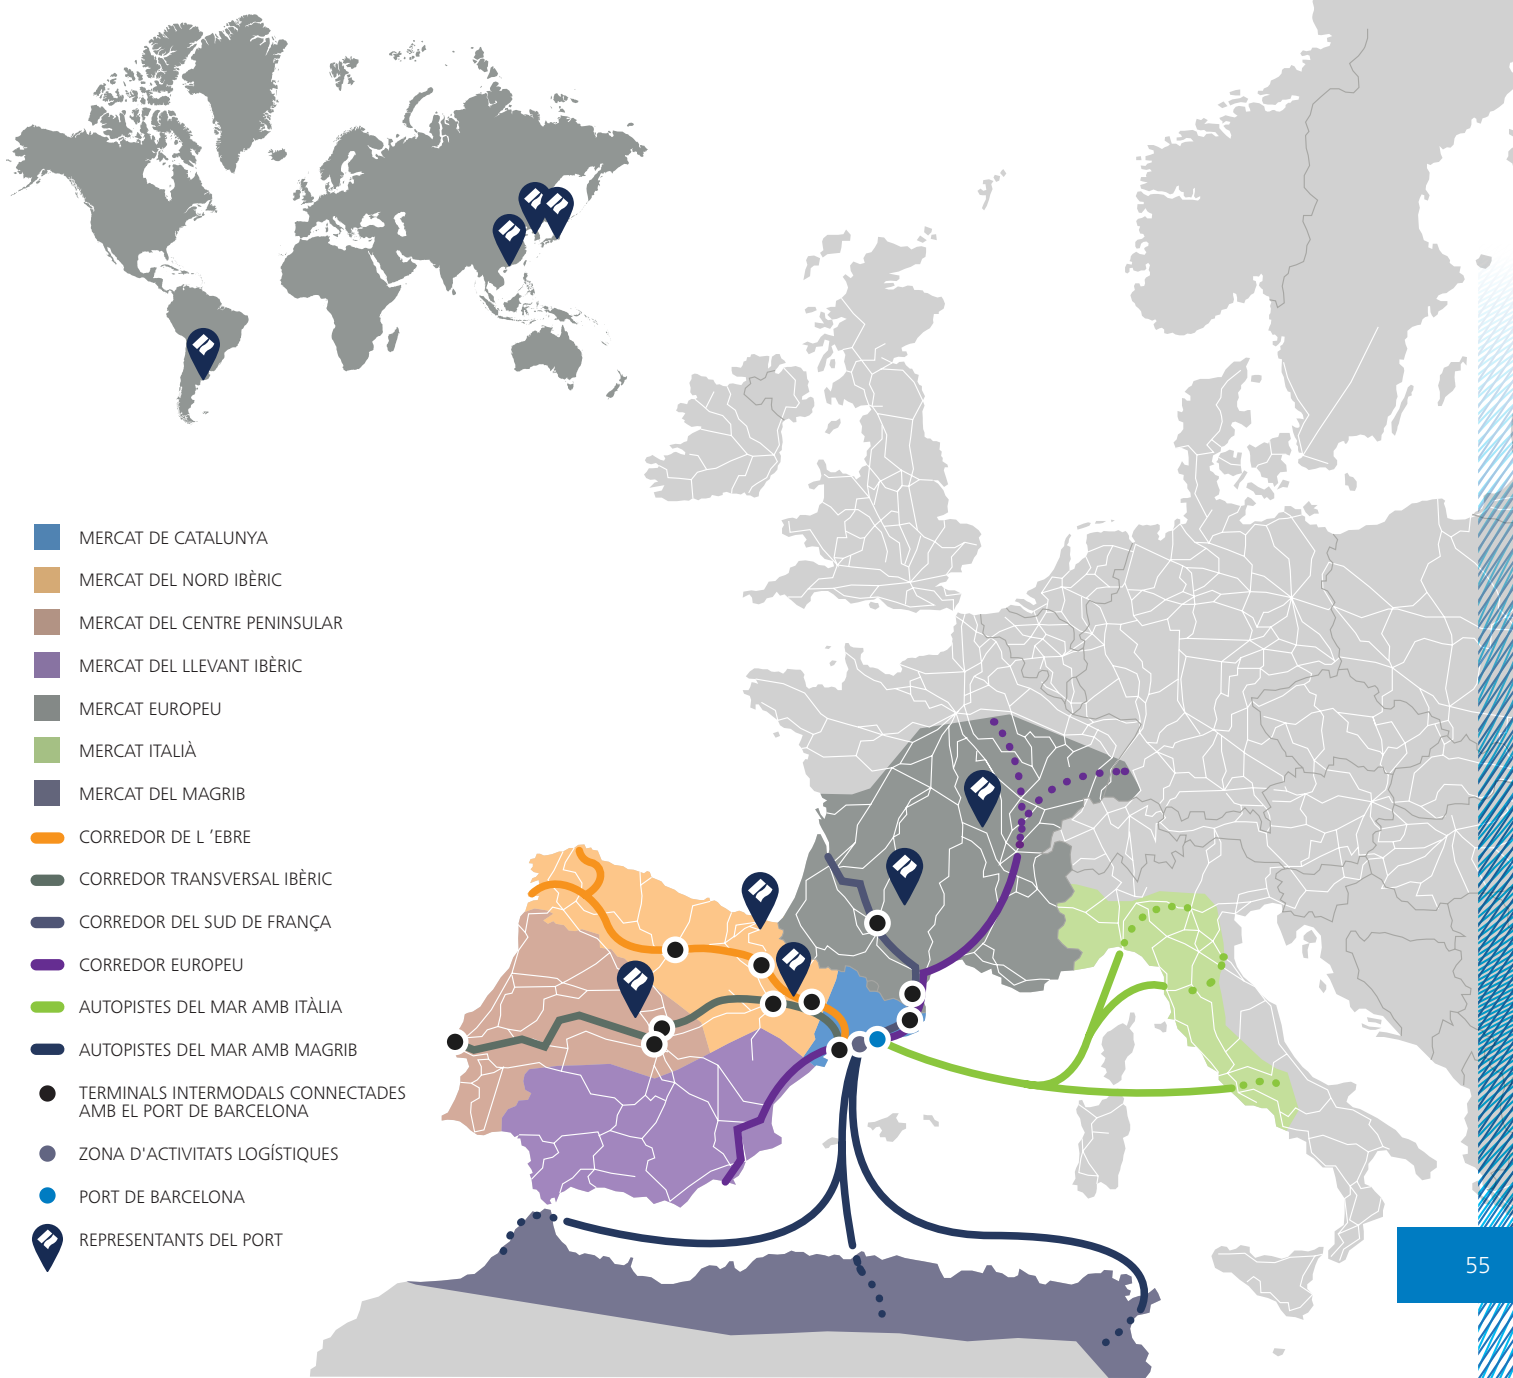 MERCAT DE CATALUNYA
MERCAT DEL NORD IBÈRIC
MERCAT DEL CENTRE PENINSULAR
MERCAT DEL LLEVANT IBÈRIC
MERCAT EUROPEU
MERCAT ITALIÀ
MERCAT DEL MAGRIB
CORREDOR DE L ’EBRE
CORREDOR TRANSVERSAL IBÈRIC
CORREDOR DEL SUD DE FRANÇA
CORREDOR EUROPEU
AUTOPISTES DEL MAR AMB ITÀLIA
AUTOPISTES DEL MAR AMB MAGRIB
TERMINALS INTERMODALS CONNECTADES
AMB EL PORT DE BARCELONA
ZONA D'ACTIVITATS LOGÍSTIQUES
PORT DE BARCELONA
REPRESENTANTS DEL PORT
55